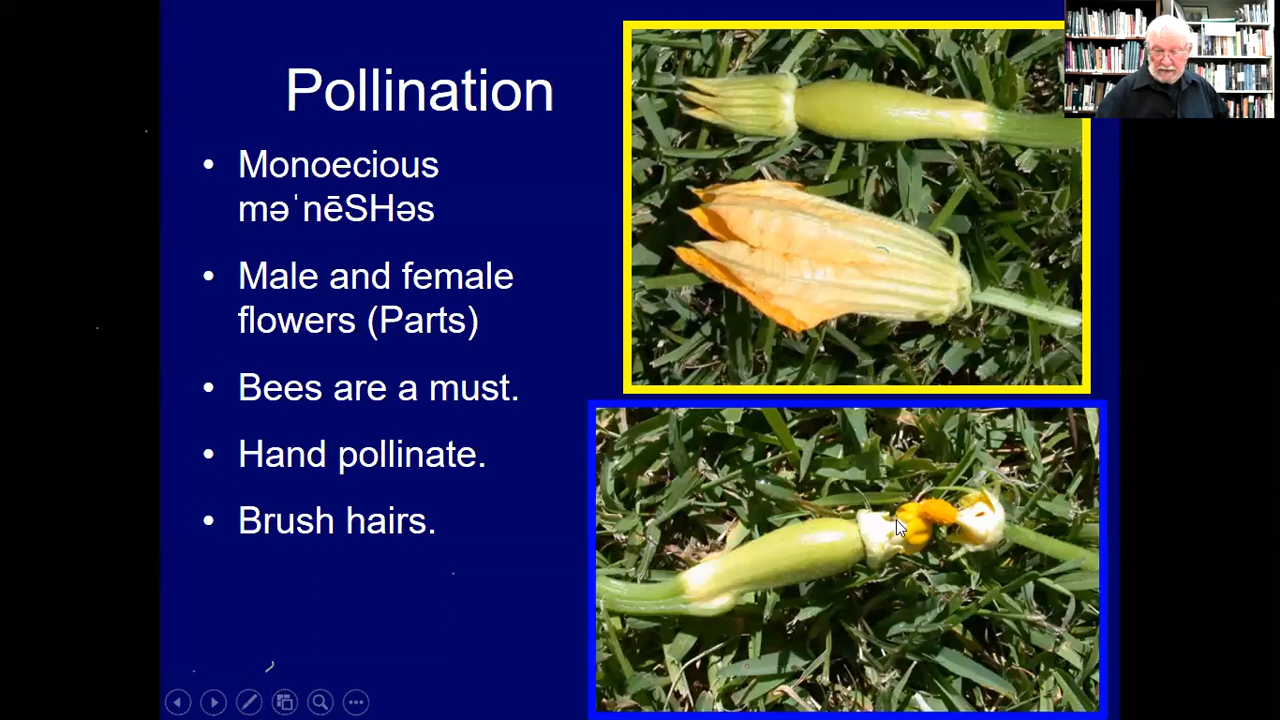 Pollination
• Monoecious
məˈnēSHəs
• Male and female
flowers (Parts)
• Bees are a must.
• Hand pollinate.
• Brush hairs.